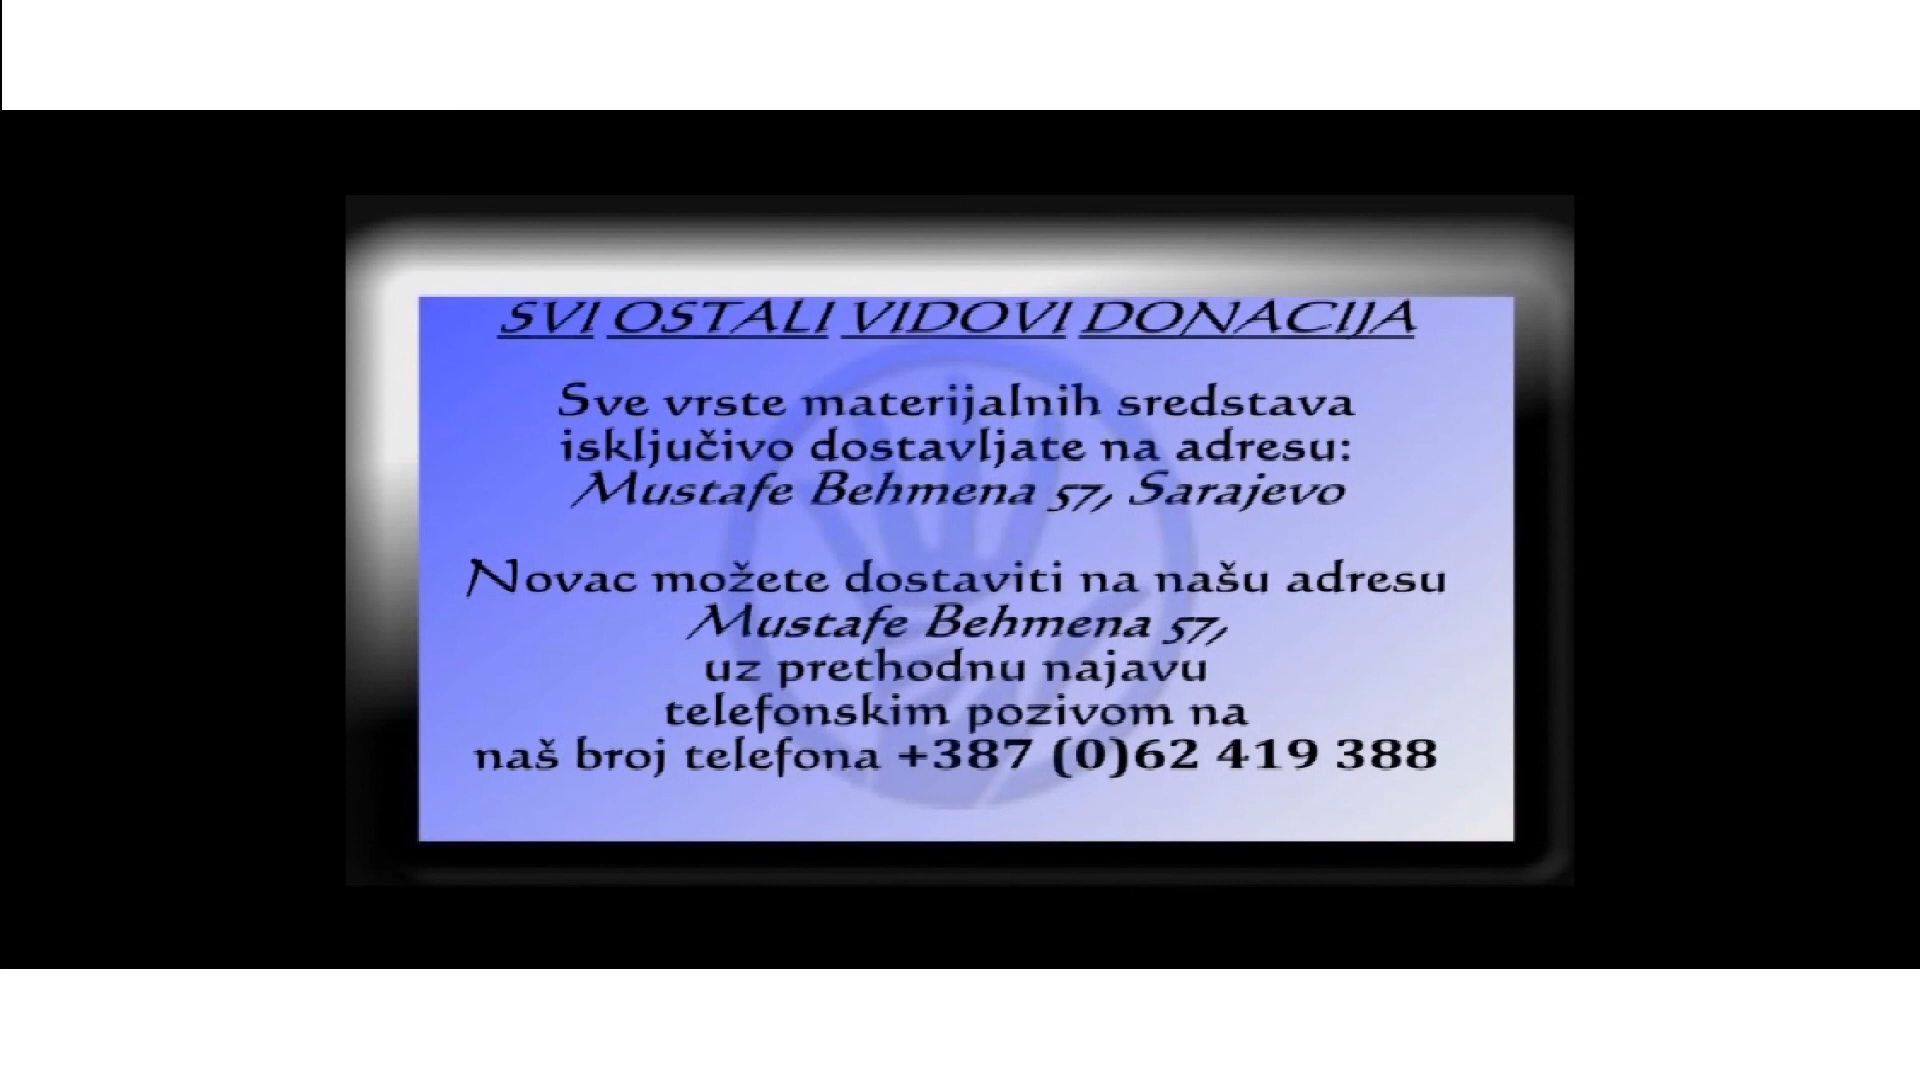 SVI OSTALI VIDOVI DONACIJA
Sve vrste materijalnih sredstava
isključivo dostavljate na adresu:
Mustafe Behmena 57, Sarajevo
Novac možete dostaviti na našu adresu
Mustafe Behmena 57,
uz prethodnu najavu
telefonskim pozivom na
naš broj telefona +387 (0)62 419 388